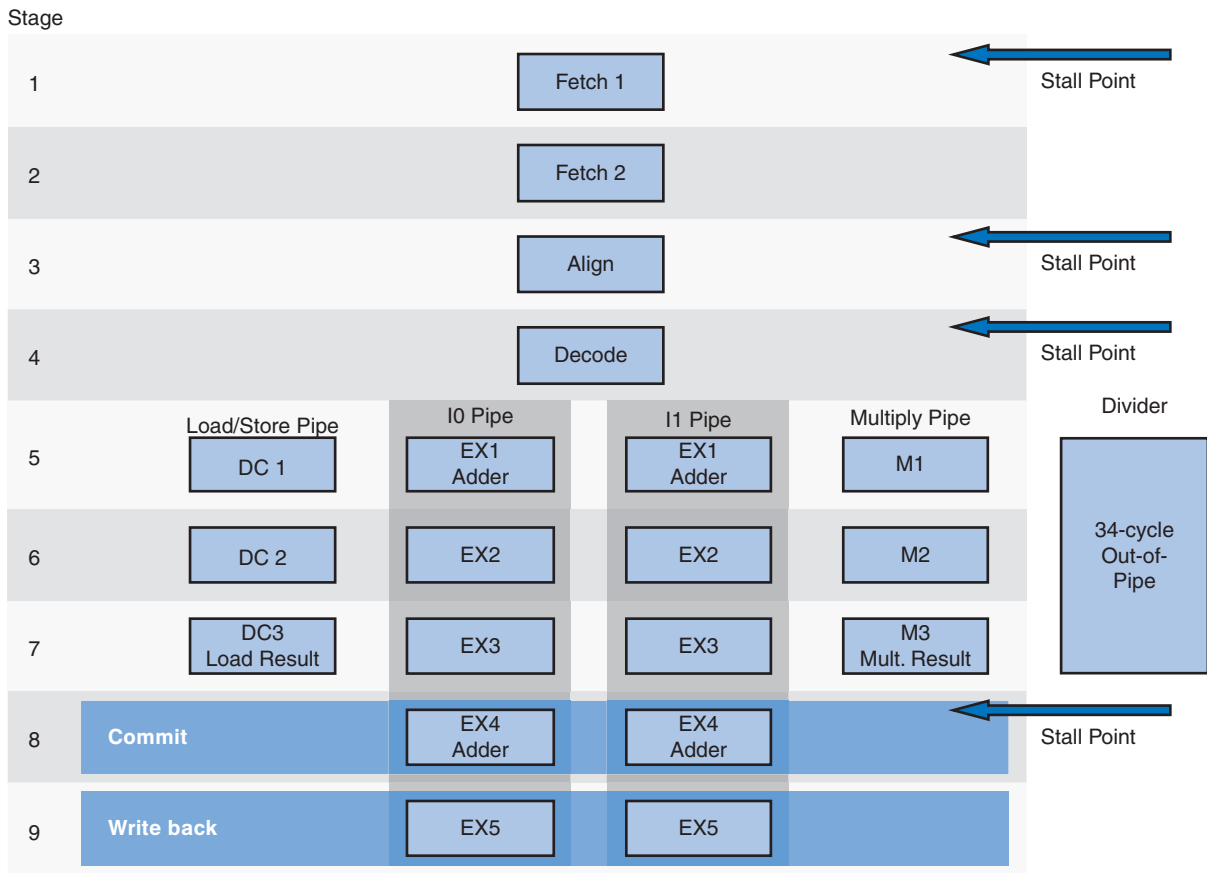 Stage
1
Fetch 1
Stall Point
2
Fetch 2
3
Align
Stall Point
4
Decode
Stall Point
Load/Store Pipe
I0 Pipe
I1 Pipe
Multiply Pipe
Divider
5
DC 1
EX1
Adder
EX1
Adder
M1
6
DC 2
EX2
EX2
M2
34-cycle
Out-of-
Pipe
7
DC3
Load Result
EX3
EX3
M3
Mult. Result
8
Commit
EX4
Adder
EX4
Adder
Stall Point
9
Write back
EX5
EX5